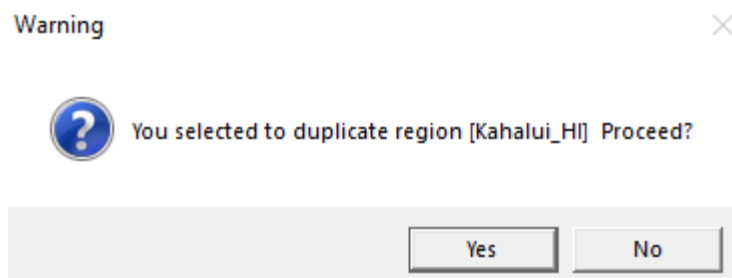 Warning
You selected to duplicate region [Kahalui_HI]  Proceed?
Yes
No